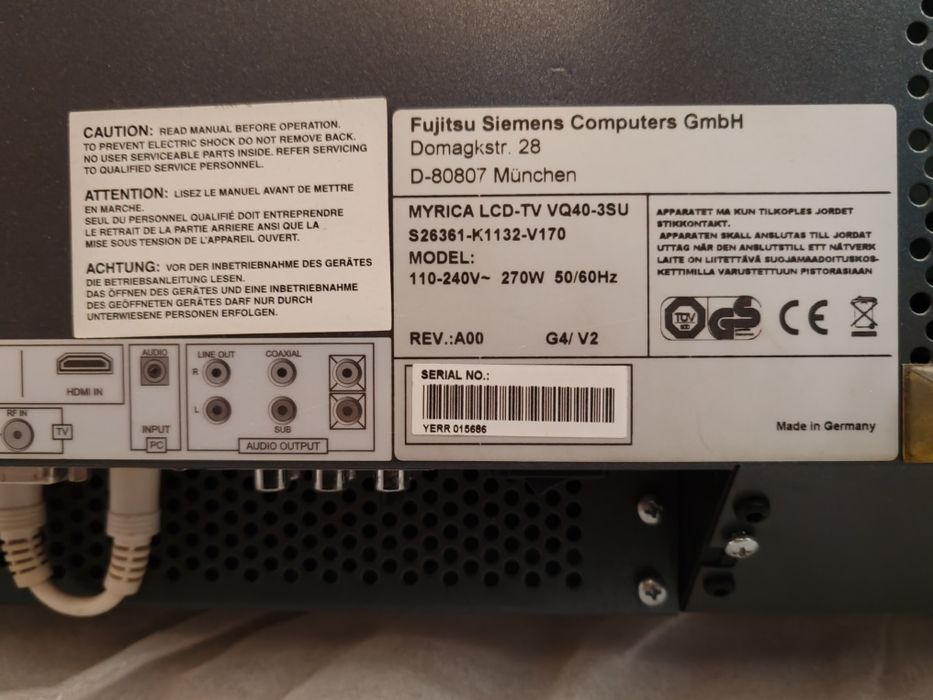 CAUTION: READ MANUAL BEFORE OPERATION.
TO PREVENT ELECTRIC SHOCK DO NOT REMOVE BACK.
NO USER SERVICEABLE PARTS INSIDE. REFER SERVICING
TO QUALIFIED SERVICE PERSONNEL.
ATTENTION: LISEZ LE MANUEL AVANT DE METTRE
EN MARCHE.
SEUL DU PERSONNEL QUALIFIÉ DOIT ENTREPRENDRE
LE RETRAIT DE LA PARTIE ARRIERE ANSI QUE LA
MISE SOUS TENSION DE L'APPAREIL OUVERT.
ACHTUNG: VOR DER INBETRIEBNAHME DES GERÄTES
DIE BETRIEBSANLEITUNG LESEN.
DAS ÖFFNEN DES GERÄTES UND EINE INBETRIEBNAHME
DES GEÖFFNETEN GERÄTES DARF NUR DURCH
UNTERWIESENE PERSONEN ERFOLGEN.
Fujitsu Siemens Computers GmbH
Domagkstr. 28
D-80807 München
MYRICA LCD-TV VQ40-3SU
S26361-K1132-V170
MODEL:
110-240V~ 270W 50/60Hz
REV.:A00 G4/ V2
APPARATET MA KUN TILKOPLES JORDET
STIKKONTAKT.
APPARATEN SKALL ANSLUTAS TILL JORDAT
UTTAG NÄR DEN ANSLUTSTILL ETT NÄTVERK
LAITE ON LIITETTÄVÄ SUOJAMAADOITUSKOS-
KETTIMILLA VARUSTETTUUN PISTORASIAAN
TÜV
GS
CE
SERIAL NO.:
YERR 015686
Made in Germany
HDMI IN
RF IN
TV
AUDIO
INPUT
PC
LINE OUT
COAXIAL
R
L
SUB
AUDIO OUTPUT